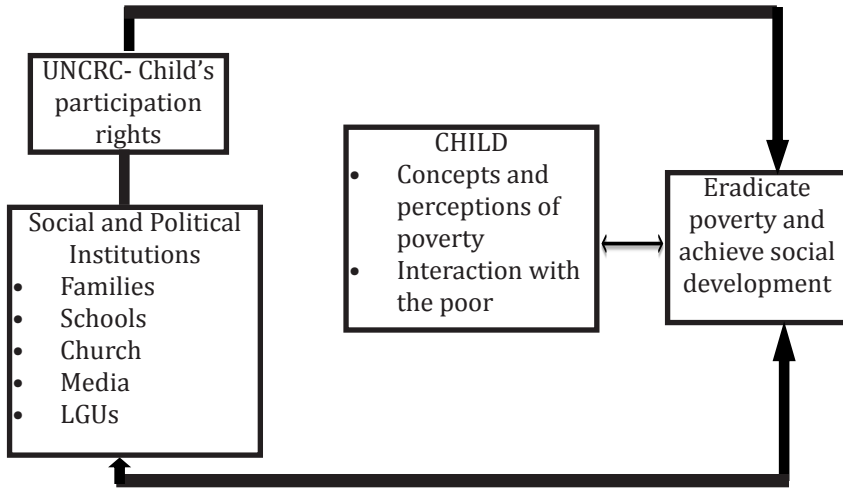 UNCRC- Child’s
participation
rights
Social and Political
Institutions
• Families
• Schools
• Church
• Media
• LGUs
CHILD
• Concepts and
perceptions of
poverty
• Interaction with
the poor
Eradicate
poverty and
achieve social
development